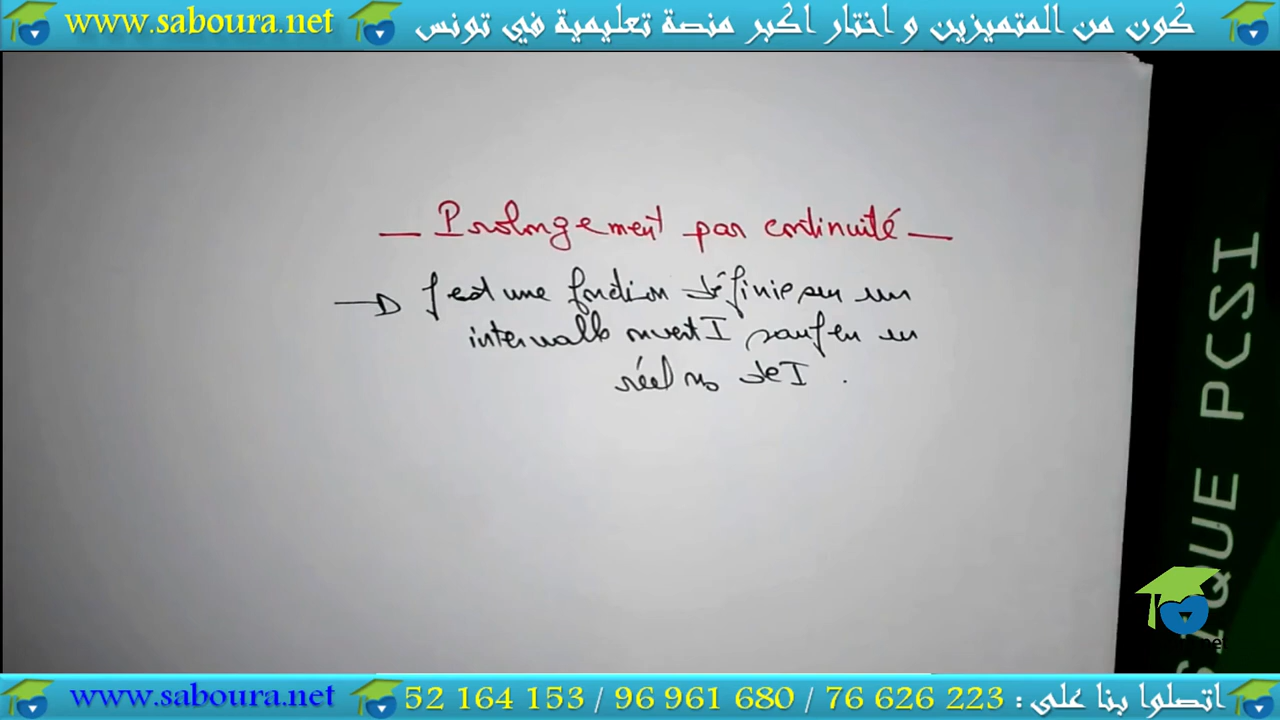 www.saboura.net كون من المتميزين و اختار اكبر منصة تعليمية في تونس
_ Prolongement par continuité _
→ f est une fonction définie sur un
intervalle ouvert I sauf en un
réel x₀ de I .
SIQUE PCSI
www.saboura.net 52 164 153 / 96 961 680 / 76 626 223 : اتصلوا بنا على